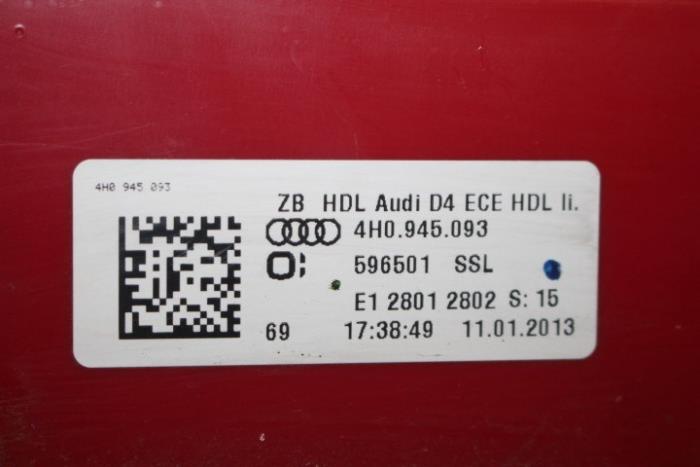 4H0 945 093
ZB HDL Audi D4 ECE HDL li.
4H0.945.093
596501 SSL
E1 2801 2802 S: 15
69 17:38:49 11.01.2013